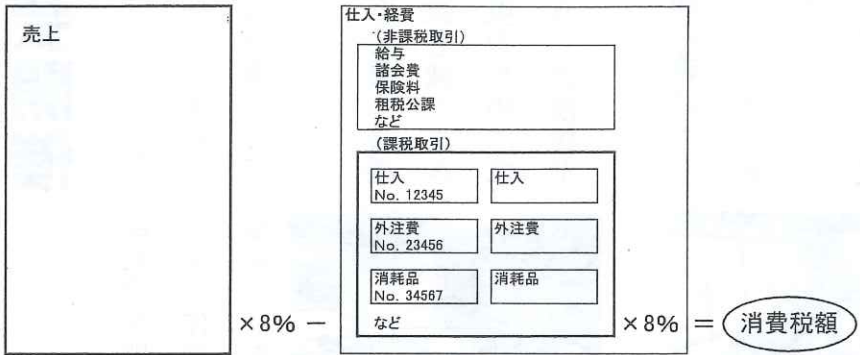 売上
仕入・経費
(非課税取引)
給与
諸会費
保険料
租税公課
など
(課税取引)
仕入
No. 12345
仕入
外注費
No. 23456
外注費
消耗品
No. 34567
消耗品
など
×8% − ×8% = 消費税額